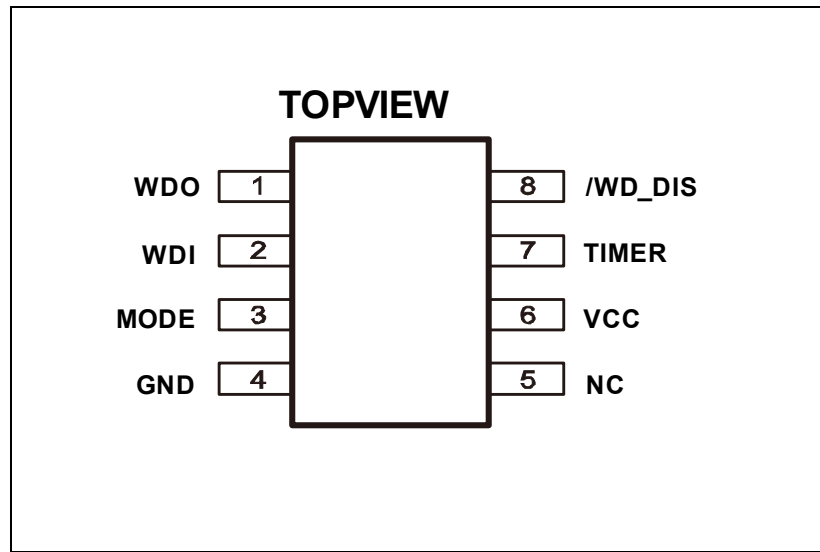 TOPVIEW
WDO 1 8 /WD_DIS
WDI 2 7 TIMER
MODE 3 6 VCC
GND 4 5 NC